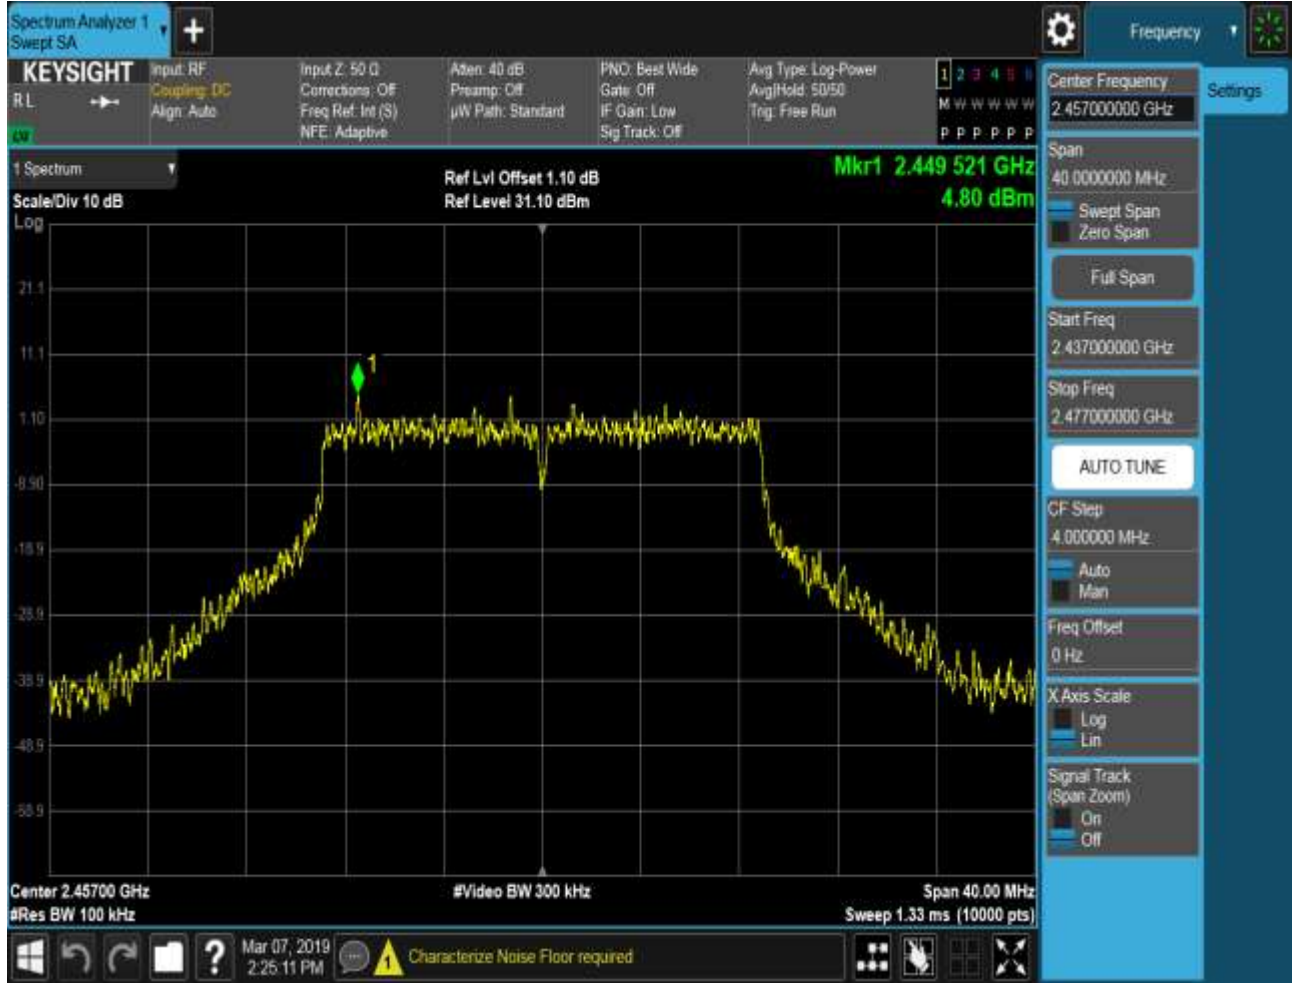 Spectrum Analyzer 1
Swept SA
Frequency
KEYSIGHT
RL
Input: RF
Coupling: DC
Align: Auto
Input Z: 50 Ω
Corrections: Off
Freq Ref: Int (S)
NFE: Adaptive
Atten: 40 dB
Preamp: Off
µW Path: Standard
PNO: Best Wide
Gate: Off
IF Gain: Low
Sig Track: Off
Avg Type: Log-Power
Avg|Hold: 50/50
Trig: Free Run
1 2 3 4 5 6
M W W W W W
P P P P P P
1 Spectrum
Scale/Div 10 dB
Log
Ref Lvl Offset 1.10 dB
Ref Level 31.10 dBm
Mkr1 2.449 521 GHz
4.80 dBm
21.1
11.1
1.10
-8.90
-18.9
-28.9
-38.9
-48.9
-58.9
1
Center 2.45700 GHz
#Res BW 100 kHz
#Video BW 300 kHz
Span 40.00 MHz
Sweep 1.33 ms (10000 pts)
Mar 07, 2019
2:25:11 PM
1
Characterize Noise Floor required
Center Frequency
2.457000000 GHz
Settings
Span
40.0000000 MHz
Swept Span
Zero Span
Full Span
Start Freq
2.437000000 GHz
Stop Freq
2.477000000 GHz
AUTO TUNE
CF Step
4.000000 MHz
Auto
Man
Freq Offset
0 Hz
X Axis Scale
Log
Lin
Signal Track
(Span Zoom)
On
Off